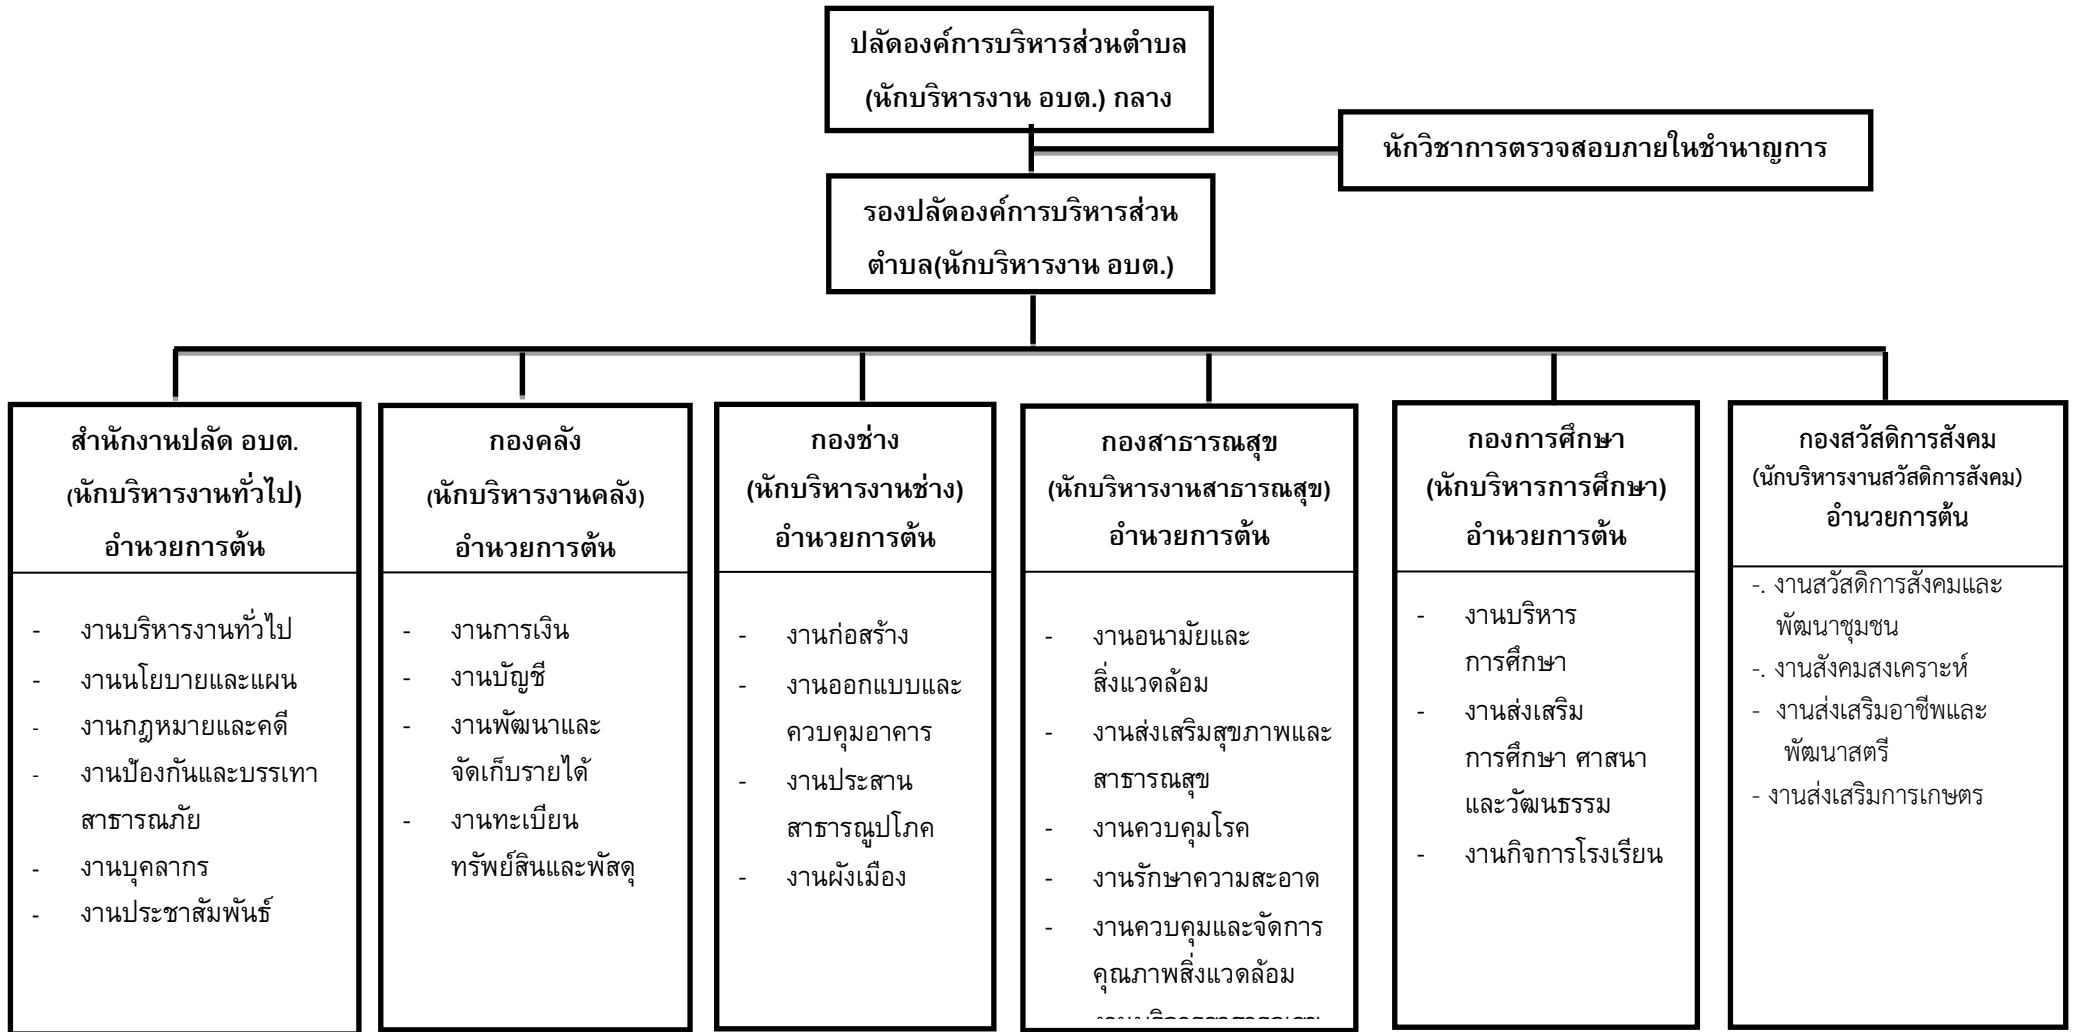 ปลัดองค์การบริหารส่วนตำบล
(นักบริหารงาน อบต.) กลาง
นักวิชาการตรวจสอบภายในชำนาญการ
รองปลัดองค์การบริหารส่วน
ตำบล(นักบริหารงาน อบต.)
สำนักงานปลัด อบต.
(นักบริหารงานทั่วไป)
อำนวยการต้น
- งานบริหารงานทั่วไป
- งานนโยบายและแผน
- งานกฎหมายและคดี
- งานป้องกันและบรรเทา
สาธารณภัย
- งานบุคลากร
- งานประชาสัมพันธ์
กองคลัง
(นักบริหารงานคลัง)
อำนวยการต้น
- งานการเงิน
- งานบัญชี
- งานพัฒนาและ
จัดเก็บรายได้
- งานทะเบียน
ทรัพย์สินและพัสดุ
กองช่าง
(นักบริหารงานช่าง)
อำนวยการต้น
- งานก่อสร้าง
- งานออกแบบและ
ควบคุมอาคาร
- งานประสาน
สาธารณูปโภค
- งานผังเมือง
กองสาธารณสุข
(นักบริหารงานสาธารณสุข)
อำนวยการต้น
- งานอนามัยและ
สิ่งแวดล้อม
- งานส่งเสริมสุขภาพและ
สาธารณสุข
- งานควบคุมโรค
- งานรักษาความสะอาด
- งานควบคุมและจัดการ
คุณภาพสิ่งแวดล้อม
กองการศึกษา
(นักบริหารการศึกษา)
อำนวยการต้น
- งานบริหาร
การศึกษา
- งานส่งเสริม
การศึกษา ศาสนา
และวัฒนธรรม
- งานกิจการโรงเรียน
กองสวัสดิการสังคม
(นักบริหารงานสวัสดิการสังคม)
อำนวยการต้น
-. งานสวัสดิการสังคมและ
พัฒนาชุมชน
-. งานสังคมสงเคราะห์
- งานส่งเสริมอาชีพและ
พัฒนาสตรี
- งานส่งเสริมการเกษตร